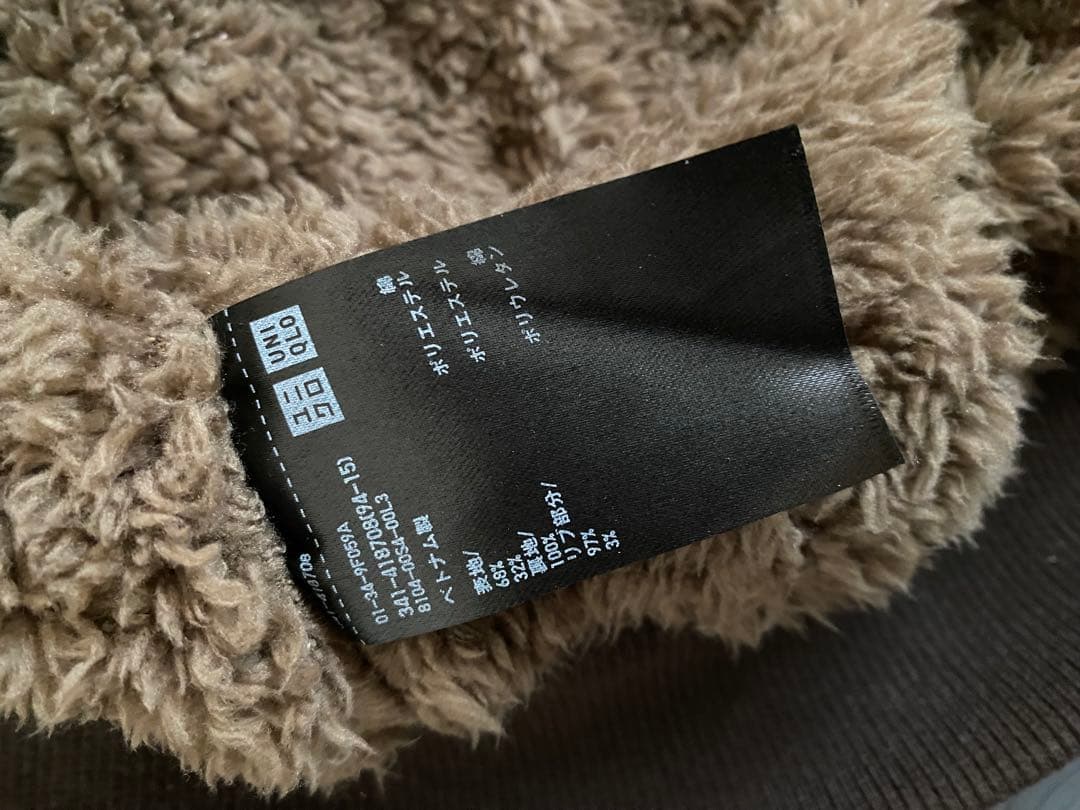 UNI
QLO
ユニ
クロ
01-34-9F059A
341-418708(94-15)
810A-00S4-00L3
ベトナム製
表地/
68% 綿
32% ポリエステル
裏地/
100% ポリエステル
リブ部分/
97% 綿
3% ポリウレタン